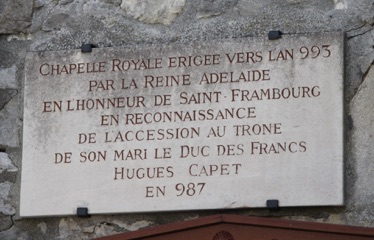 CHAPELLE ROYALE ERIGEE VERS L AN 993
PAR LA REINE ADELAIDE
EN L'HONNEUR DE SAINT-FRAMBOURG
EN RECONNAISSANCE
DE L'ACCESSION AU TRONE
DE SON MARI LE DUC DES FRANCS
HUGUES CAPET
EN 987